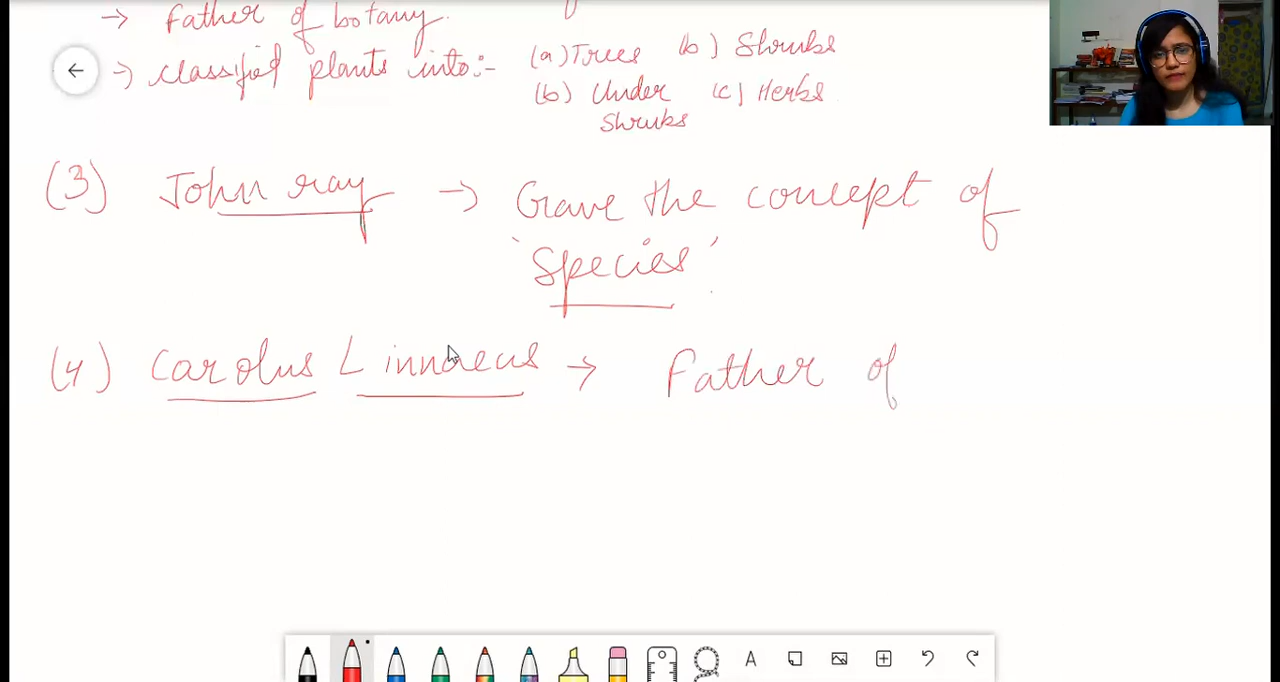 → Father of botany.
→) classified plants into:- (a) Trees (b) Shrubs
(b) Under (c) Herbs
Shrubs
(3) John ray → Gave the concept of
'Species'.
(4) Carolus Linnaeus → Father of
A